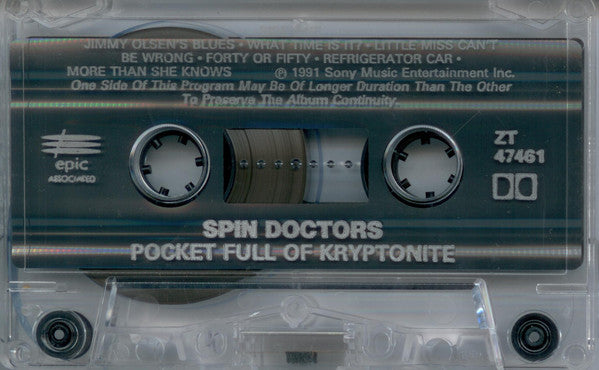 JIMMY OLSEN'S BLUES • WHAT TIME IS IT? • LITTLE MISS CAN'T
BE WRONG • FORTY OR FIFTY • REFRIGERATOR CAR •
MORE THAN SHE KNOWS ℗ 1991 Sony Music Entertainment Inc.
One Side Of This Program May Be Of Longer Duration Than The Other
To Preserve The Album Continuity.
epic
ASSOCIATED
ZT
47461
SPIN DOCTORS
POCKET FULL OF KRYPTONITE